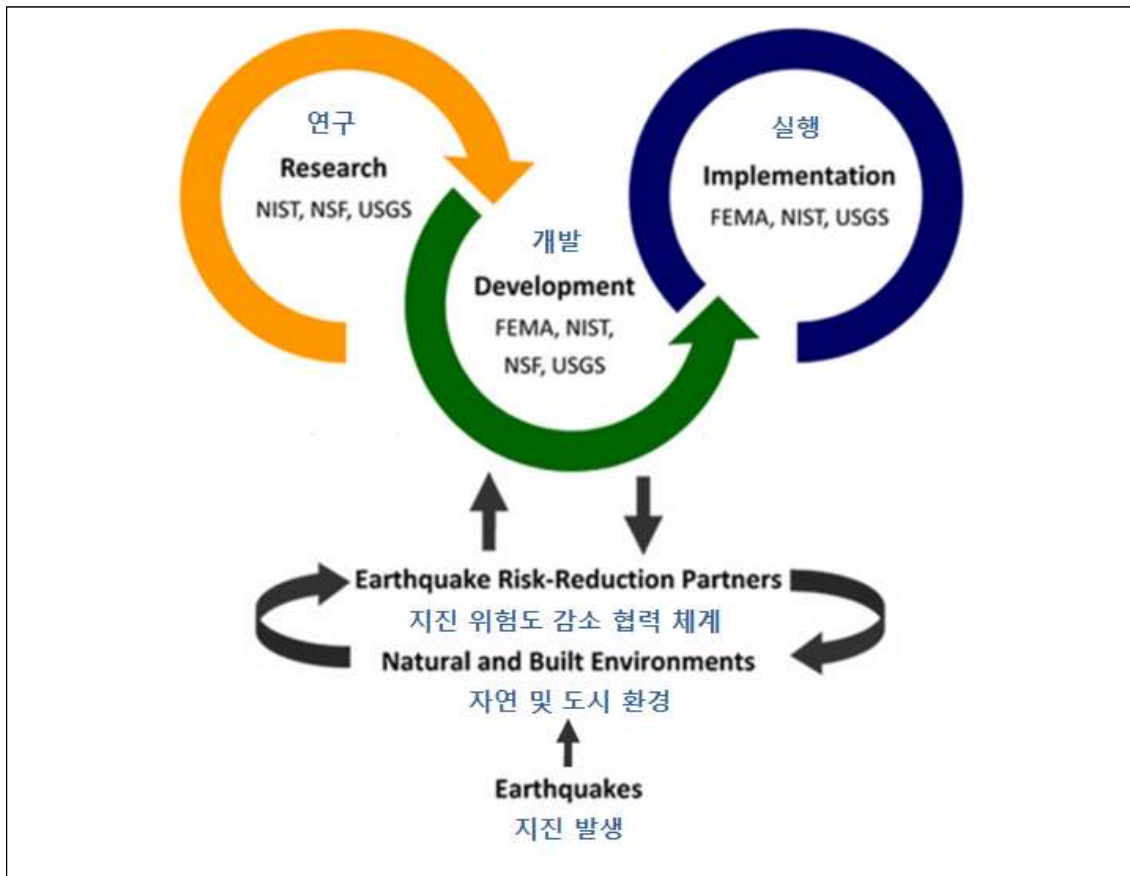 연구
Research
NIST, NSF, USGS
실행
Implementation
FEMA, NIST, USGS
개발
Development
FEMA, NIST,
NSF, USGS
Earthquake Risk-Reduction Partners
지진 위험도 감소 협력 체계
Natural and Built Environments
자연 및 도시 환경
Earthquakes
지진 발생